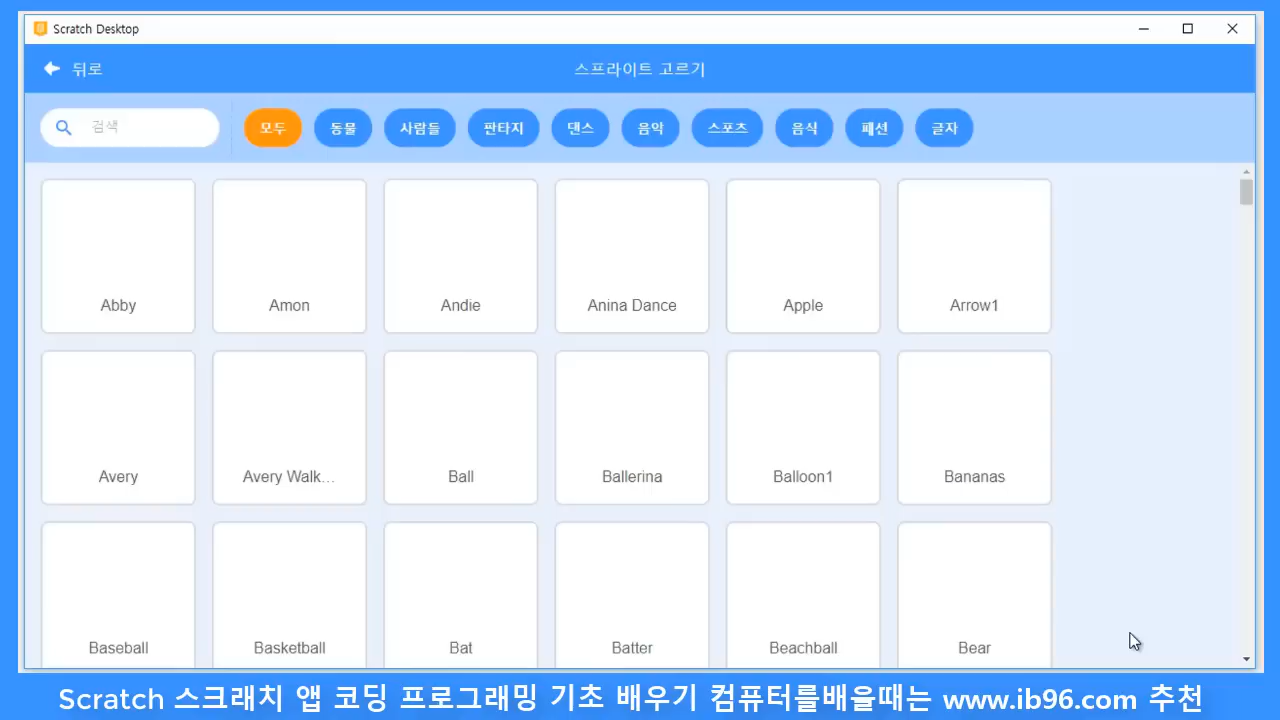 Scratch Desktop
뒤로
스프라이트 고르기
검색
모두 동물 사람들 판타지 댄스 음악 스포츠 음식 패션 글자
Abby Amon Andie Anina Dance Apple Arrow1
Avery Avery Walk... Ball Ballerina Balloon1 Bananas
Baseball Basketball Bat Batter Beachball Bear
Scratch 스크래치 앱 코딩 프로그래밍 기초 배우기 컴퓨터를배울때는 www.ib96.com 추천